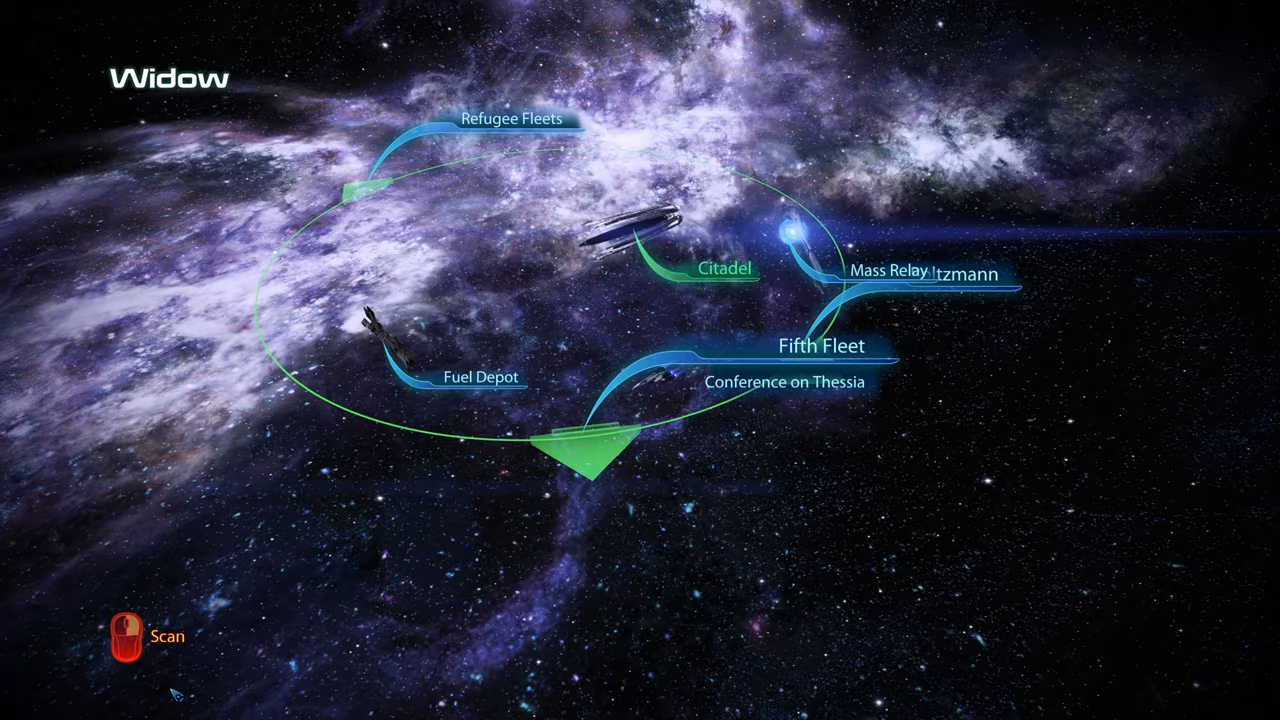 Widow
Refugee Fleets
Citadel
Mass Relay
Fifth Fleet
Conference on Thessia
Fuel Depot
Scan